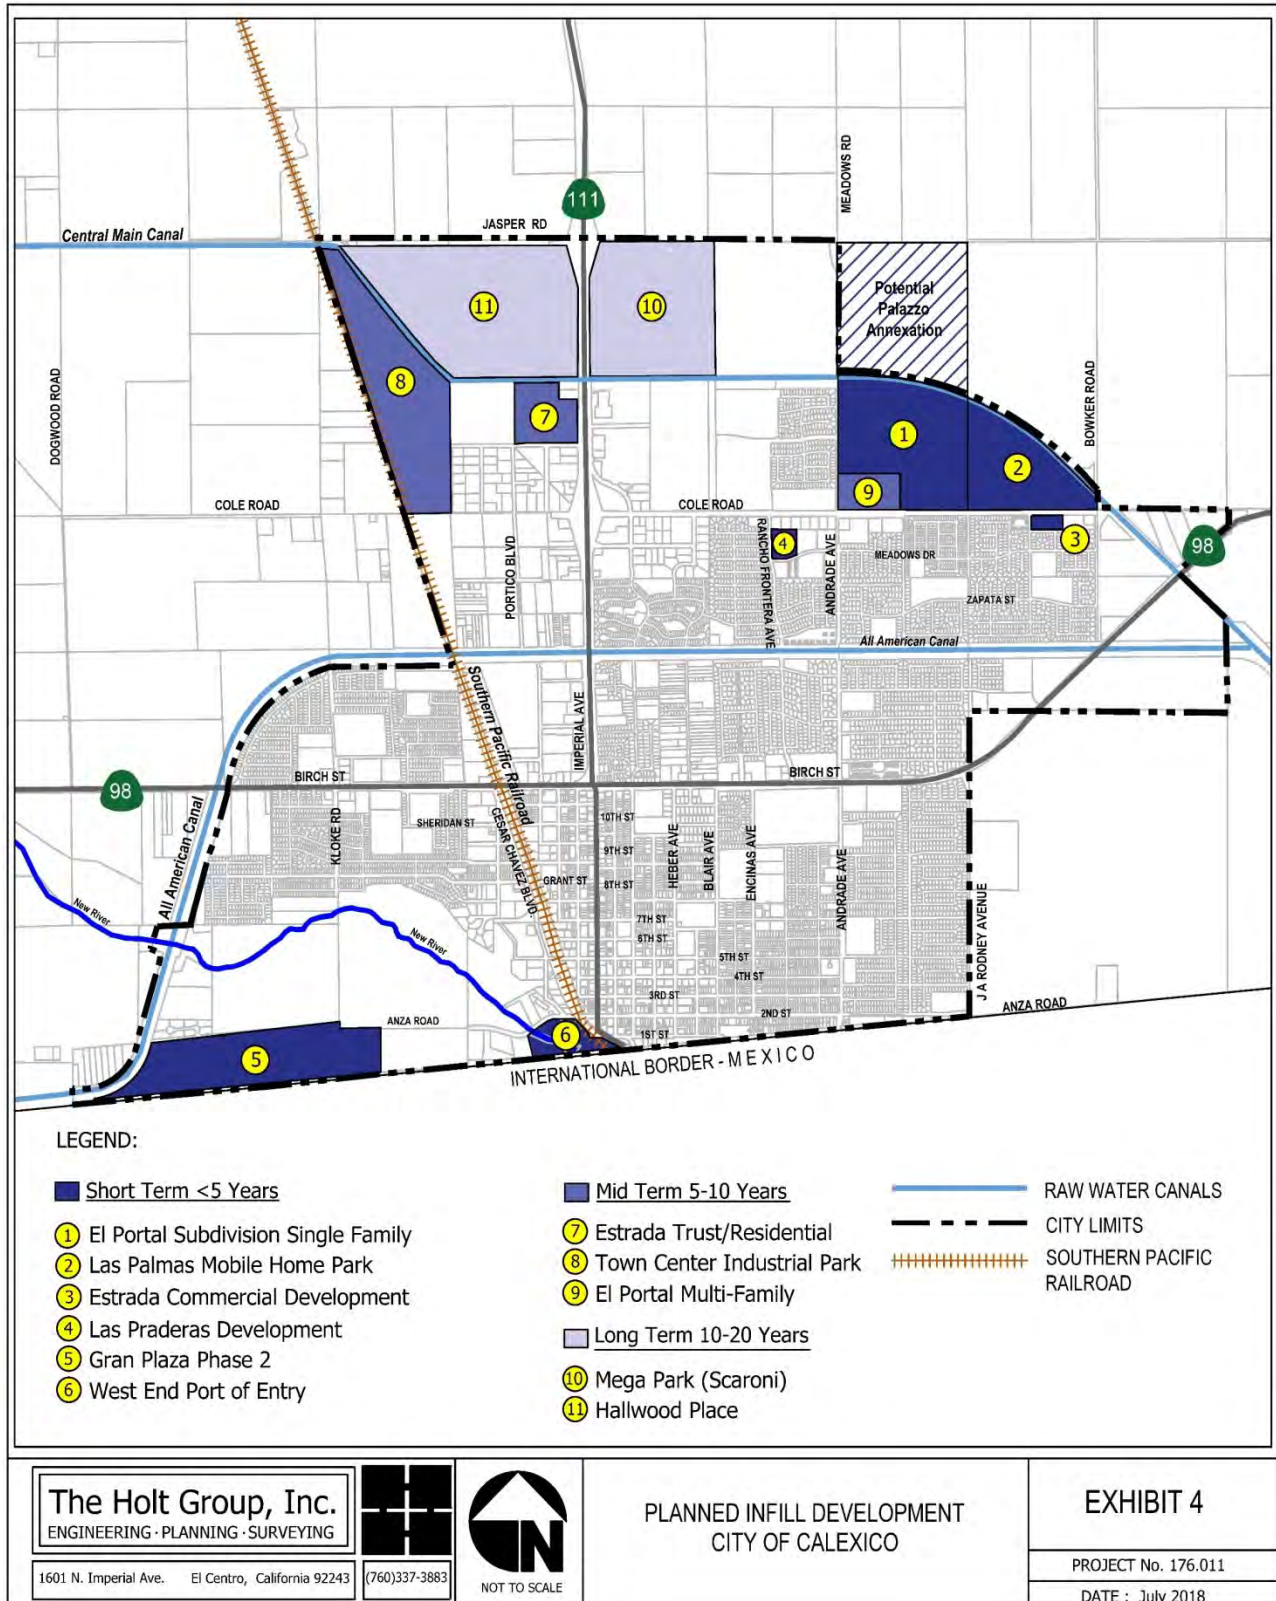 111
MEADOWS RD
JASPER RD
Central Main Canal
Potential
Palazzo
Annexation
11
10
8
7
1
2
9
DOGWOOD ROAD
BOWKER ROAD
COLE ROAD
COLE ROAD
PORTICO BLVD
RANCHO FRONTERA AVE
4
ANDRADE AVE
MEADOWS DR
3
98
ZAPATA ST
All American Canal
Southern Pacific Railroad
IMPERIAL AVE
BIRCH ST
BIRCH ST
98
All American Canal
KLOKE RD
SHERIDAN ST
CESAR CHAVEZ BLVD.
10TH ST
9TH ST
GRANT ST
8TH ST
HEBER AVE
BLAIR AVE
ENCINAS AVE
ANDRADE AVE
New River
7TH ST
6TH ST
New River
5TH ST
4TH ST
J A RODNEY AVENUE
3RD ST
2ND ST
ANZA ROAD
ANZA ROAD
1ST ST
6
5
INTERNATIONAL BORDER - MEXICO
LEGEND:
Short Term <5 Years
1 El Portal Subdivision Single Family
2 Las Palmas Mobile Home Park
3 Estrada Commercial Development
4 Las Praderas Development
5 Gran Plaza Phase 2
6 West End Port of Entry
Mid Term 5-10 Years
7 Estrada Trust/Residential
8 Town Center Industrial Park
9 El Portal Multi-Family
Long Term 10-20 Years
10 Mega Park (Scaroni)
11 Hallwood Place
RAW WATER CANALS
CITY LIMITS
SOUTHERN PACIFIC
RAILROAD
The Holt Group, Inc.
ENGINEERING · PLANNING · SURVEYING
1601 N. Imperial Ave. El Centro, California 92243
(760)337-3883
N
NOT TO SCALE
PLANNED INFILL DEVELOPMENT
CITY OF CALEXICO
EXHIBIT 4
PROJECT No. 176.011
DATE : July 2018